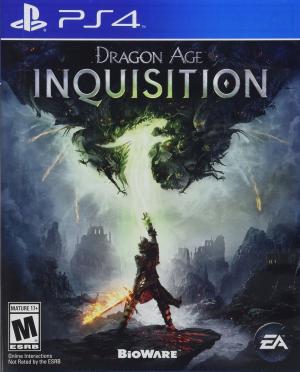 PS4
DRAGON AGE
INQUISITION
MATURE 17+
M
ESRB
Online Interactions
Not Rated by the ESRB
BIOWARE
EA